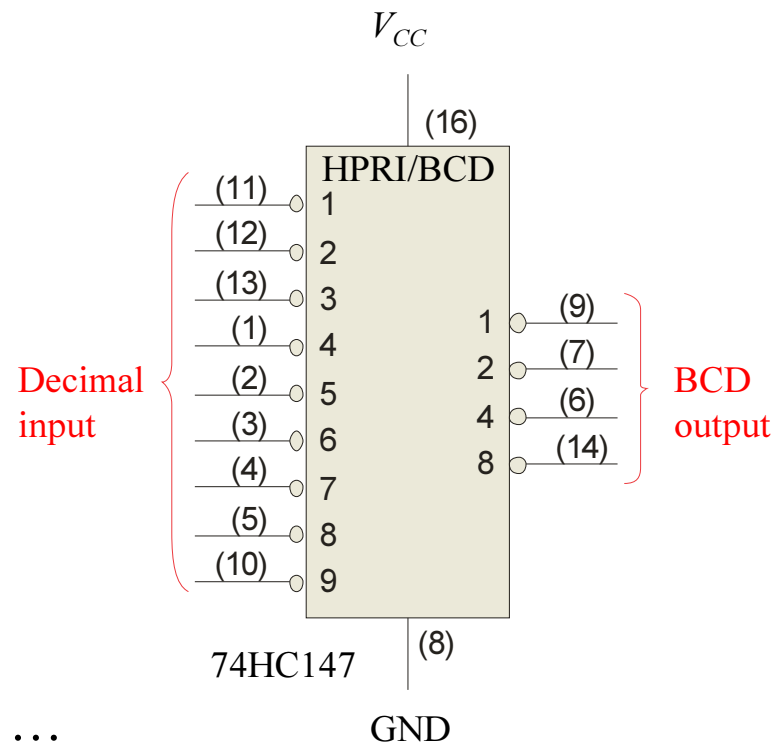 V_CC
(16)
HPRI/BCD
(11) 1
(12) 2
(13) 3
1 (9)
(1) 4
2 (7)
Decimal input
(2) 5
BCD output
4 (6)
(3) 6
8 (14)
(4) 7
(5) 8
(10) 9
74HC147
(8)
...
GND